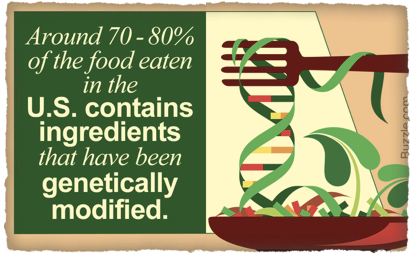 Around 70 - 80%
of the food eaten
in the
U.S. contains
ingredients
that have been
genetically
modified.
Buzzle.com